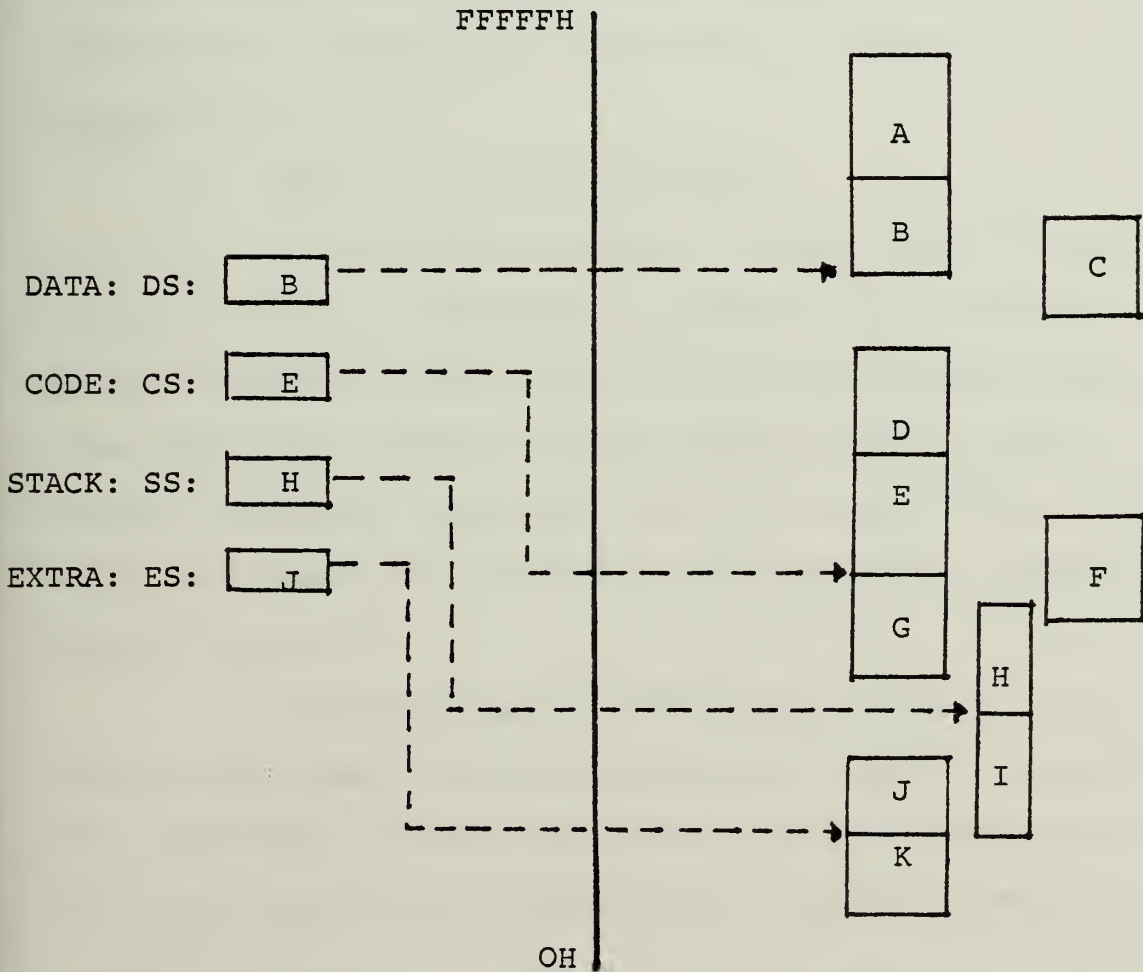 FFFFFH
A
B
C
DATA: DS: B
CODE: CS: E
D
STACK: SS: H
E
EXTRA: ES: J
F
G
H
I
J
K
OH